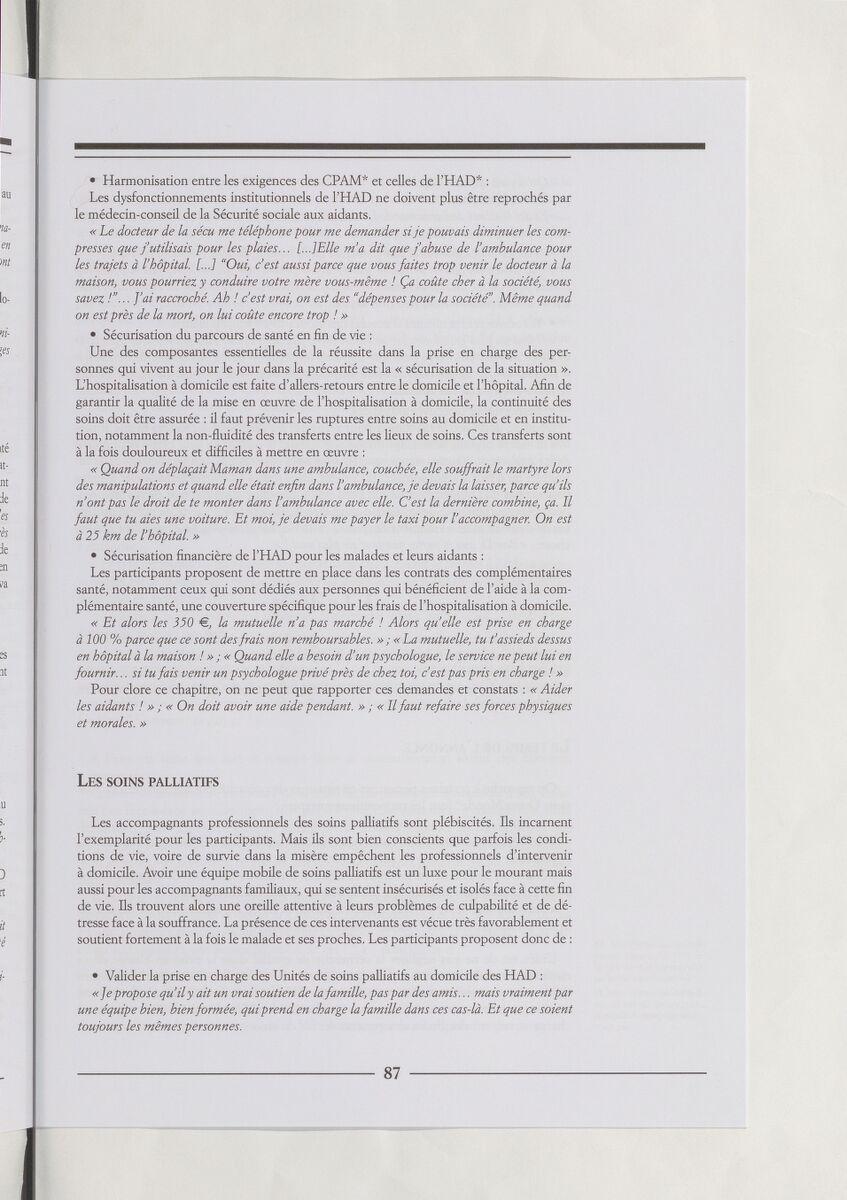 • Harmonisation entre les exigences des CPAM* et celles de l'HAD* :
Les dysfonctionnements institutionnels de l'HAD ne doivent plus être reprochés par
le médecin-conseil de la Sécurité sociale aux aidants.
« Le docteur de la sécu me téléphone pour me demander si je pouvais diminuer les com-
presses que j'utilisais pour les plaies… [...]Elle m'a dit que j'abuse de l'ambulance pour
les trajets à l'hôpital. [...] "Oui, c'est aussi parce que vous faites trop venir le docteur à la
maison, vous pourriez y conduire votre mère vous-même ! Ça coûte cher à la société, vous
savez !"… J'ai raccroché. Ah ! c'est vrai, on est des "dépenses pour la société". Même quand
on est près de la mort, on lui coûte encore trop ! »
• Sécurisation du parcours de santé en fin de vie :
Une des composantes essentielles de la réussite dans la prise en charge des per-
sonnes qui vivent au jour le jour dans la précarité est la « sécurisation de la situation ».
L'hospitalisation à domicile est faite d'allers-retours entre le domicile et l'hôpital. Afin de
garantir la qualité de la mise en œuvre de l'hospitalisation à domicile, la continuité des
soins doit être assurée : il faut prévenir les ruptures entre soins au domicile et en institu-
tion, notamment la non-fluidité des transferts entre les lieux de soins. Ces transferts sont
à la fois douloureux et difficiles à mettre en œuvre :
« Quand on déplaçait Maman dans une ambulance, couchée, elle souffrait le martyre lors
des manipulations et quand elle était enfin dans l'ambulance, je devais la laisser, parce qu'ils
n'ont pas le droit de te monter dans l'ambulance avec elle. C'est la dernière combine, ça. Il
faut que tu aies une voiture. Et moi, je devais me payer le taxi pour l'accompagner. On est
à 25 km de l'hôpital. »
• Sécurisation financière de l'HAD pour les malades et leurs aidants :
Les participants proposent de mettre en place dans les contrats des complémentaires
santé, notamment ceux qui sont dédiés aux personnes qui bénéficient de l'aide à la com-
plémentaire santé, une couverture spécifique pour les frais de l'hospitalisation à domicile.
« Et alors les 350 €, la mutuelle n'a pas marché ! Alors qu'elle est prise en charge
à 100 % parce que ce sont des frais non remboursables. » ; « La mutuelle, tu t'assieds dessus
en hôpital à la maison ! » ; « Quand elle a besoin d'un psychologue, le service ne peut lui en
fournir… si tu fais venir un psychologue privé près de chez toi, c'est pas pris en charge ! »
Pour clore ce chapitre, on ne peut que rapporter ces demandes et constats : « Aider
les aidants ! » ; « On doit avoir une aide pendant. » ; « Il faut refaire ses forces physiques
et morales. »
LES SOINS PALLIATIFS
Les accompagnants professionnels des soins palliatifs sont plébiscités. Ils incarnent
l'exemplarité pour les participants. Mais ils sont bien conscients que parfois les condi-
tions de vie, voire de survie dans la misère empêchent les professionnels d'intervenir
à domicile. Avoir une équipe mobile de soins palliatifs est un luxe pour le mourant mais
aussi pour les accompagnants familiaux, qui se sentent insécurisés et isolés face à cette fin
de vie. Ils trouvent alors une oreille attentive à leurs problèmes de culpabilité et de dé-
tresse face à la souffrance. La présence de ces intervenants est vécue très favorablement et
soutient fortement à la fois le malade et ses proches. Les participants proposent donc de :
• Valider la prise en charge des Unités de soins palliatifs au domicile des HAD :
« Je propose qu'il y ait un vrai soutien de la famille, pas par des amis… mais vraiment par
une équipe bien, bien formée, qui prend en charge la famille dans ces cas-là. Et que ce soient
toujours les mêmes personnes.
87